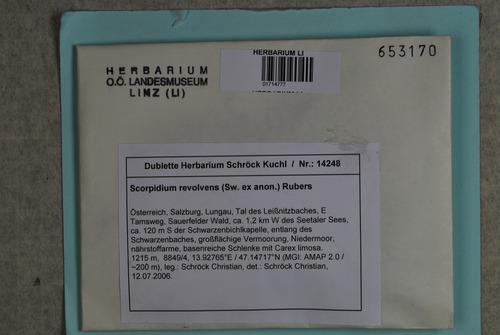 HERBARIUM LI
01714777
653170
HERBARIUM
O.Ö. LANDESMUSEUM
LINZ (LI)
Dublette Herbarium Schröck Kuchl / Nr.: 14248
Scorpidium revolvens (Sw. ex anon.) Rubers
Österreich, Salzburg, Lungau, Tal des Leißnitzbaches, E
Tamsweg, Sauerfelder Wald, ca. 1,2 km W des Seetaler Sees,
ca. 120 m S der Schwarzenbichlkapelle, entlang des
Schwarzenbaches, großflächige Vermoorung, Niedermoor,
nährstoffarme, basenreiche Schlenke mit Carex limosa.
1215 m, 8849/4, 13.92765°E / 47.14717°N (MGI: AMAP 2.0 /
~200 m), leg.: Schröck Christian, det.: Schröck Christian,
12.07.2006.